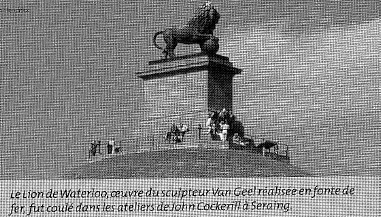 Le Lion de Waterloo, œuvre du sculpteur Van Geel réalisée en fonte de
fer, fut coulé dans les ateliers de John Cockerill à Seraing.